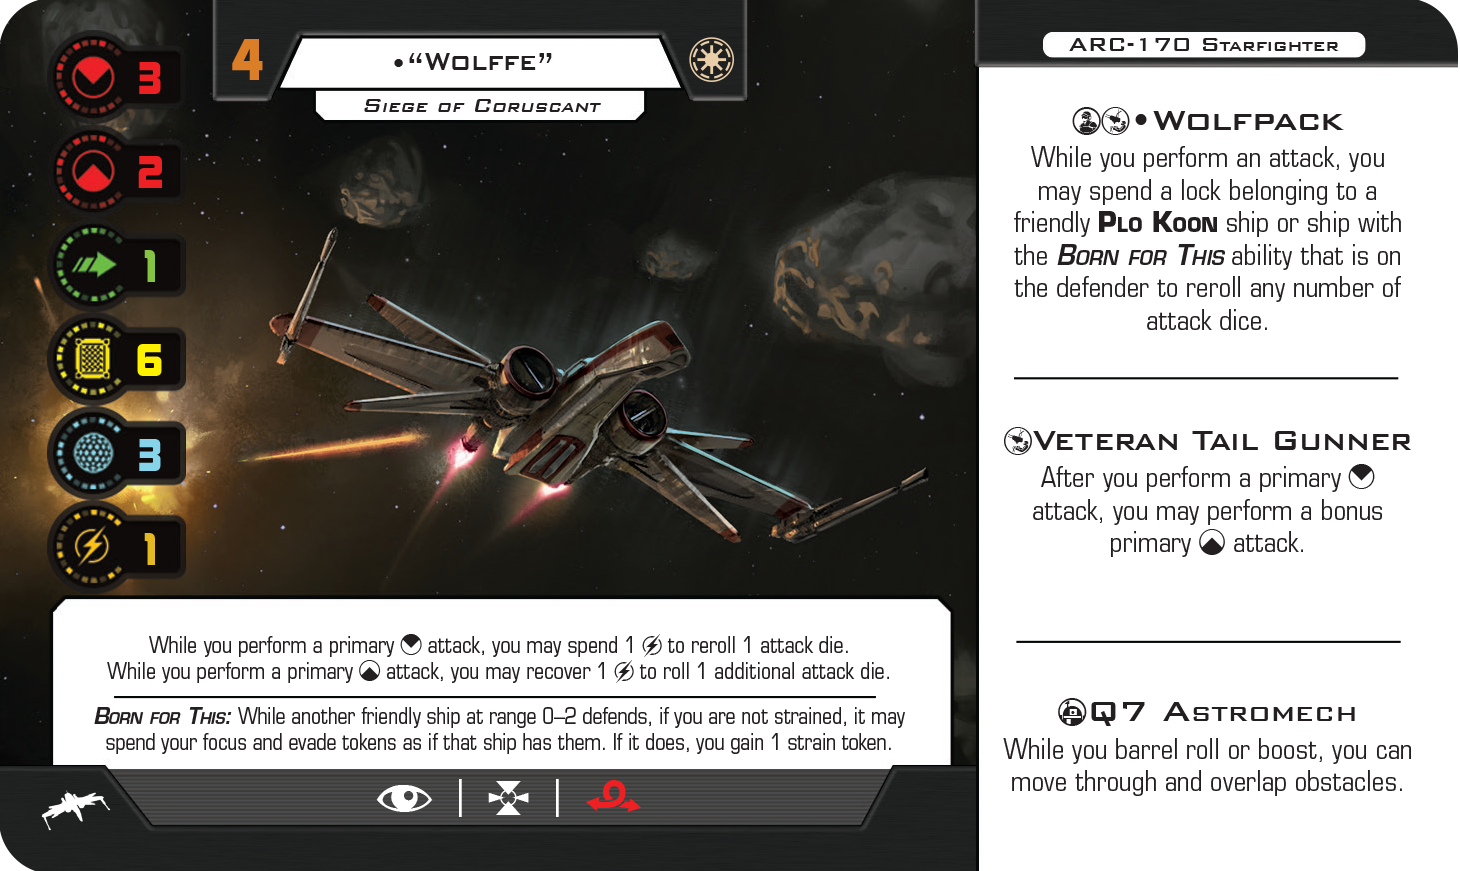 4
•“Wolffe”
Siege of Coruscant
3
2
1
6
3
1
While you perform a primary attack, you may spend 1 to reroll 1 attack die.
While you perform a primary attack, you may recover 1 to roll 1 additional attack die.
Born for This: While another friendly ship at range 0–2 defends, if you are not strained, it may
spend your focus and evade tokens as if that ship has them. If it does, you gain 1 strain token.
ARC-170 Starfighter
•Wolfpack
While you perform an attack, you
may spend a lock belonging to a
friendly Plo Koon ship or ship with
the Born for This ability that is on
the defender to reroll any number of
attack dice.
Veteran Tail Gunner
After you perform a primary
attack, you may perform a bonus
primary attack.
Q7 Astromech
While you barrel roll or boost, you can
move through and overlap obstacles.